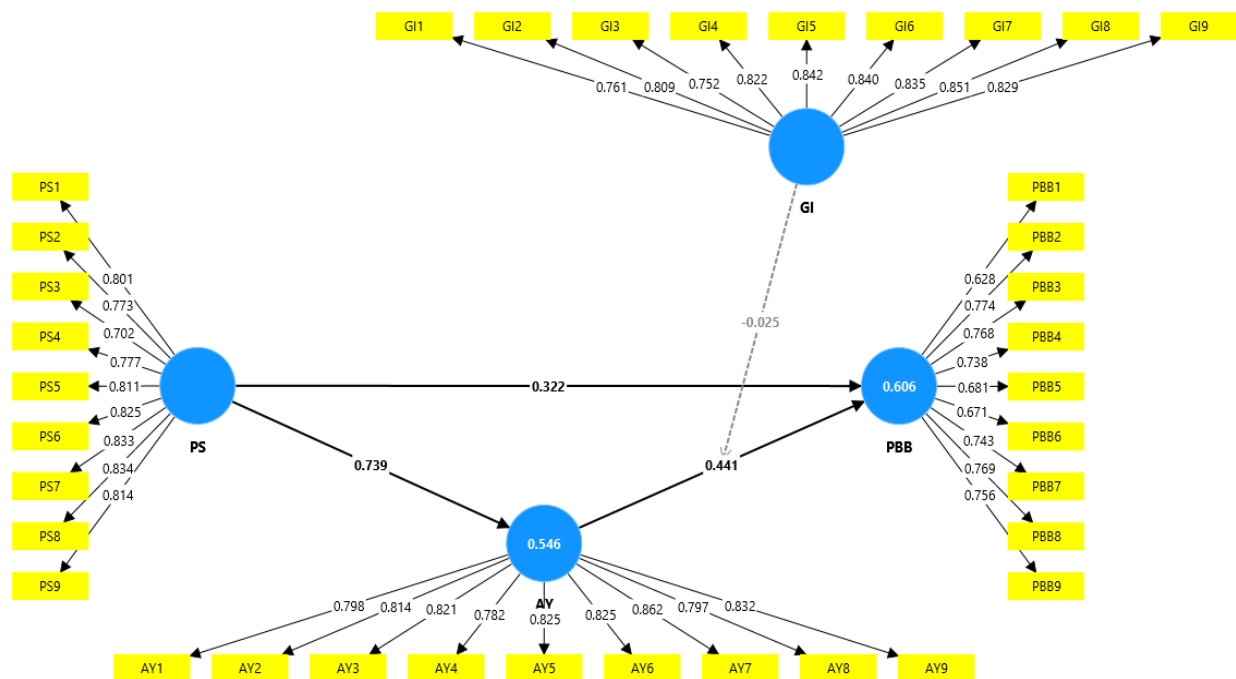 GI1 GI2 GI3 GI4 GI5 GI6 GI7 GI8 GI9
0.761 0.809 0.752 0.822 0.842 0.840 0.835 0.851 0.829
GI
PS1
PS2
PS3
PS4
PS5
PS6
PS7
PS8
PS9
0.801
0.773
0.702
0.777
0.811
0.825
0.833
0.834
0.814
PS
-0.025
0.322
0.739
0.441
0.606
PBB
0.628
0.774
0.768
0.738
0.681
0.671
0.743
0.769
0.756
PBB1
PBB2
PBB3
PBB4
PBB5
PBB6
PBB7
PBB8
PBB9
0.546
AY
0.798 0.814 0.821 0.782 0.825 0.825 0.862 0.797 0.832
AY1 AY2 AY3 AY4 AY5 AY6 AY7 AY8 AY9